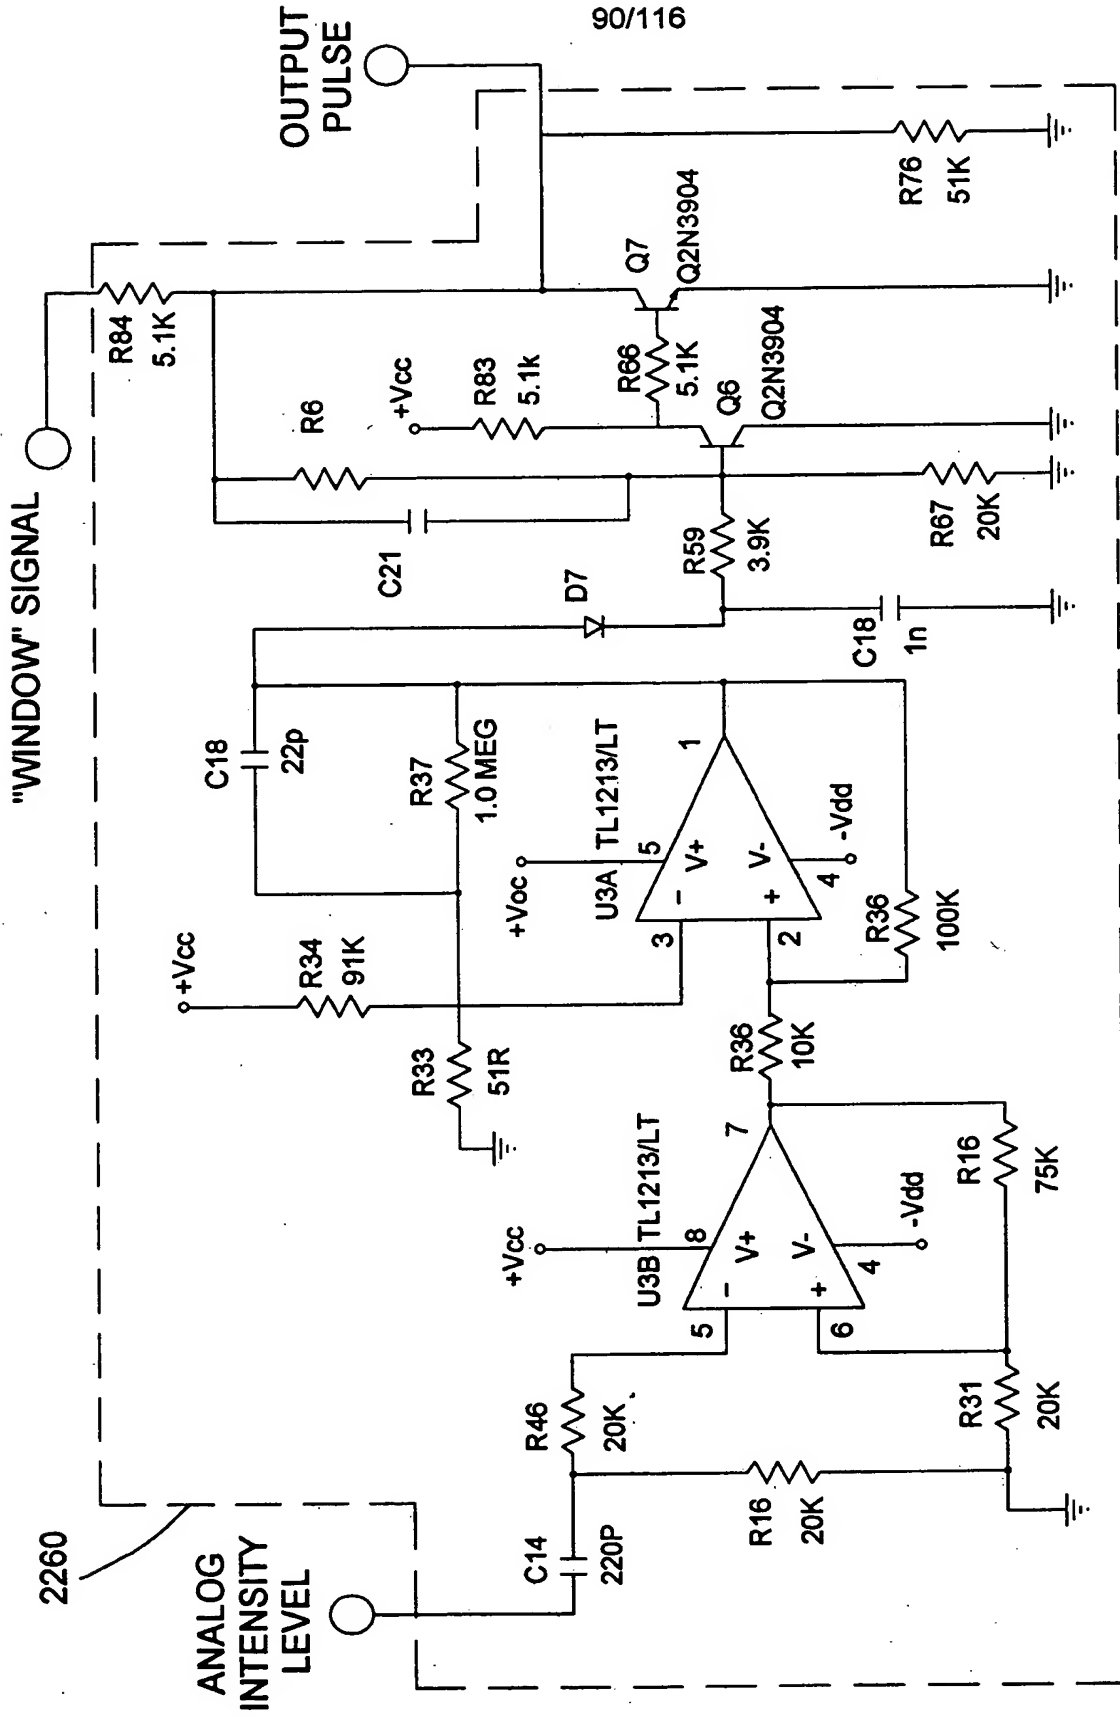 90/116
"WINDOW" SIGNAL
OUTPUT
PULSE
2260
ANALOG
INTENSITY
LEVEL
C14
220P
R46
20K
R16
20K
R31
20K
+Vcc
U3B TL1213/LT
8
5
6
7
4
V+
V-
−
+
-Vdd
R16
75K
R36
10K
R33
51R
+Vcc
R34
91K
C18
22p
R37
1.0 MEG
+Voc
U3A TL1213/LT
5
3
2
1
4
V+
V-
−
+
-Vdd
R36
100K
D7
C18
1n
R59
3.9K
C21
R6
R84
5.1K
+Vcc
R83
5.1k
R66
5.1K
Q6
Q2N3904
Q7
Q2N3904
R67
20K
R76
51K